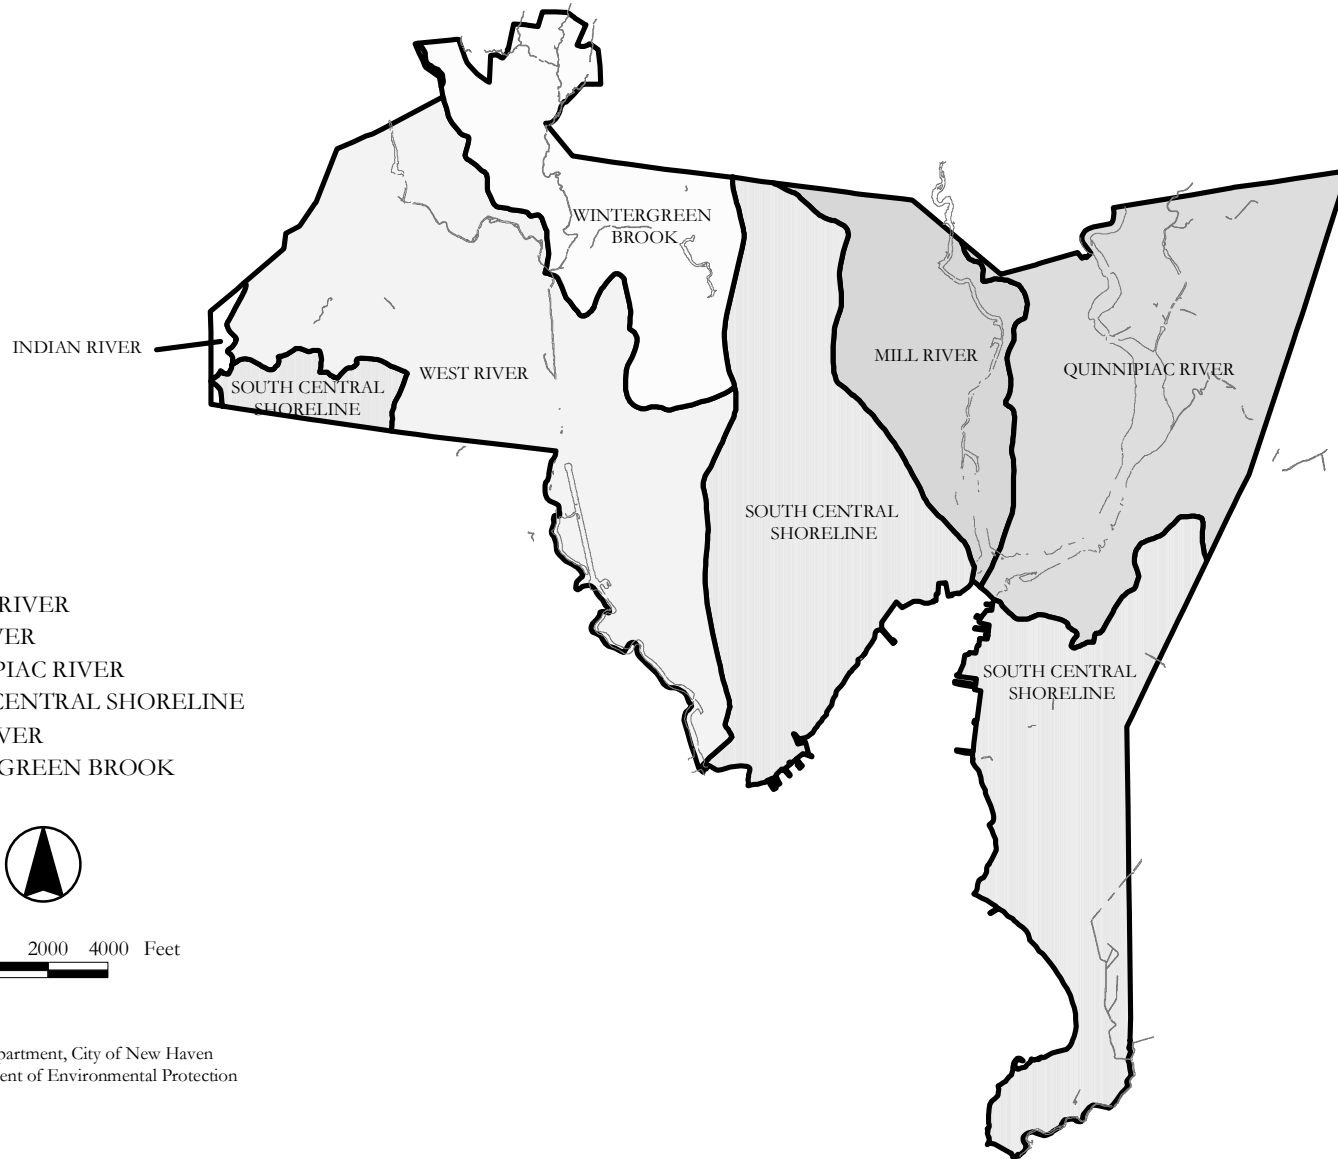 WINTERGREEN
BROOK
INDIAN RIVER
MILL RIVER
WEST RIVER
QUINNIPIAC RIVER
SOUTH CENTRAL
SHORELINE
SOUTH CENTRAL
SHORELINE
SOUTH CENTRAL
SHORELINE
RIVER
VER
PIAC RIVER
CENTRAL SHORELINE
VER
GREEN BROOK
2000 4000 Feet
partment, City of New Haven
ent of Environmental Protection